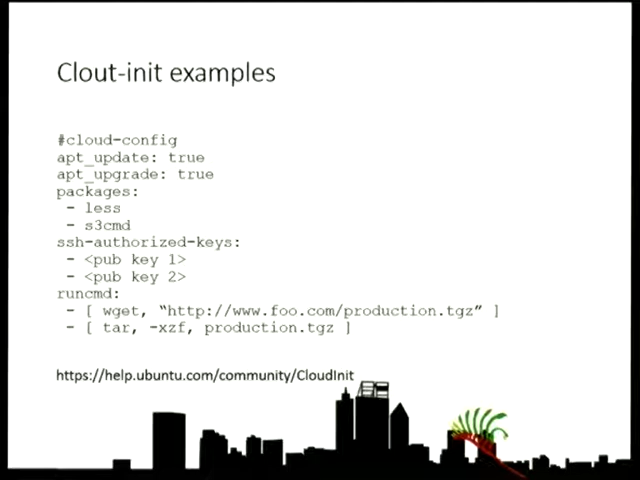 Clout-init examples
#cloud-config
apt_update: true
apt_upgrade: true
packages:
- less
- s3cmd
ssh-authorized-keys:
- <pub key 1>
- <pub key 2>
runcmd:
- [ wget, “http://www.foo.com/production.tgz” ]
- [ tar, -xzf, production.tgz ]
https://help.ubuntu.com/community/CloudInit